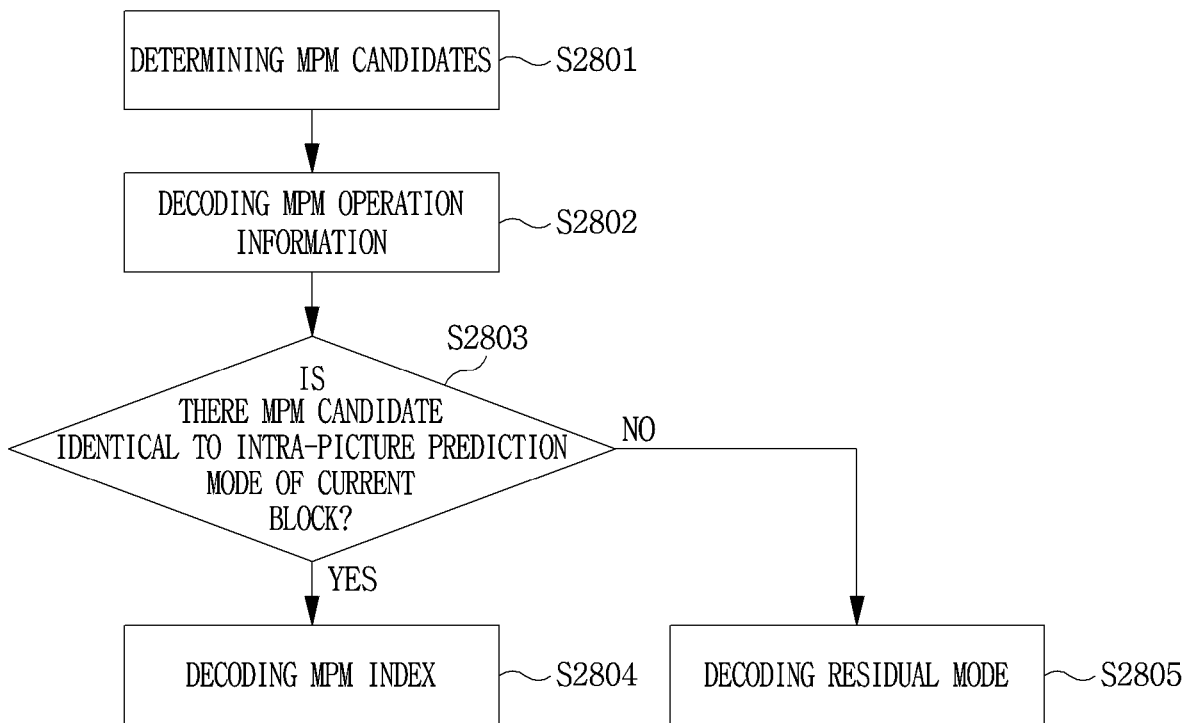 DETERMINING MPM CANDIDATES
S2801
DECODING MPM OPERATION
INFORMATION
S2802
S2803
IS
THERE MPM CANDIDATE
IDENTICAL TO INTRA-PICTURE PREDICTION
MODE OF CURRENT
BLOCK?
NO
YES
DECODING MPM INDEX
S2804
DECODING RESIDUAL MODE
S2805